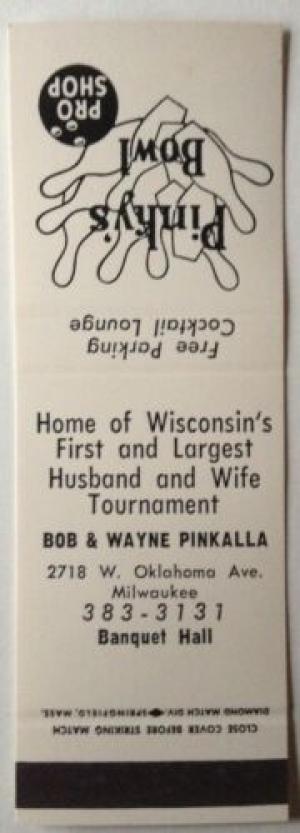 PRO
SHOP
Pinky's
Bowl
Free Parking
Cocktail Lounge
Home of Wisconsin's
First and Largest
Husband and Wife
Tournament
BOB & WAYNE PINKALLA
2718 W. Oklahoma Ave.
Milwaukee
383-3131
Banquet Hall
CLOSE COVER BEFORE STRIKING MATCH
DIAMOND MATCH DIV. SPRINGFIELD, MASS.